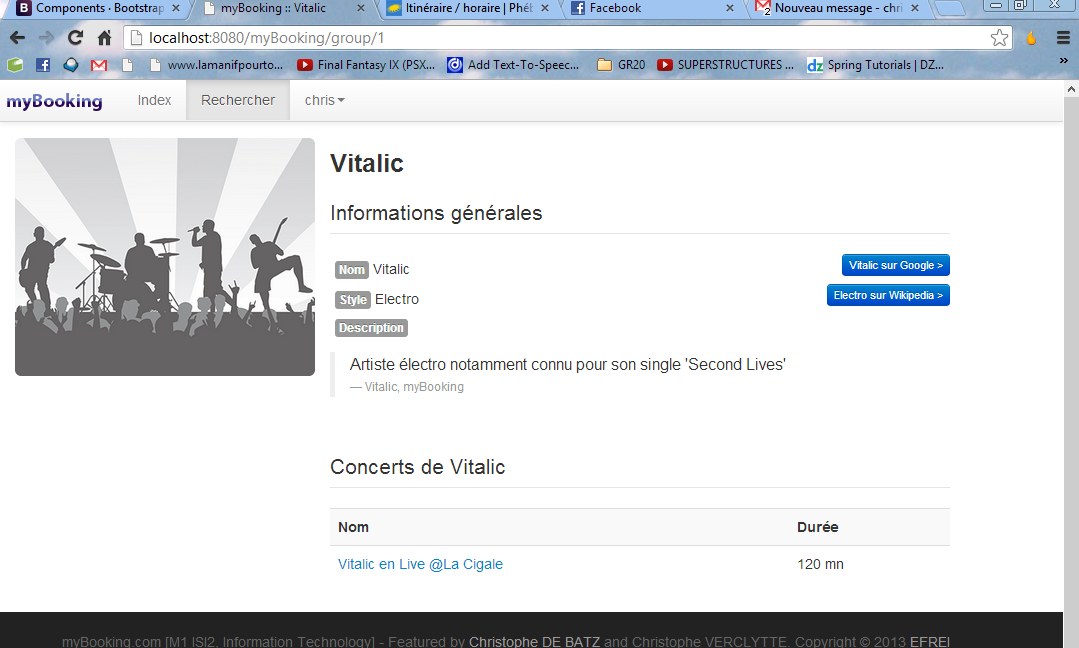 Components · Bootstrap
myBooking :: Vitalic
Itinéraire / horaire | Phéb
Facebook
2
Nouveau message - chri
localhost:8080/myBooking/group/1
www.lamanifpourto...
Final Fantasy IX (PSX...
Add Text-To-Speec...
GR20
SUPERSTRUCTURES ...
dz
Spring Tutorials | DZ...
»
myBooking
Index
Rechercher
chris
Vitalic
Informations générales
Nom Vitalic
Vitalic sur Google >
Style Electro
Electro sur Wikipedia >
Description
Artiste électro notamment connu pour son single 'Second Lives'
— Vitalic, myBooking
Concerts de Vitalic
Nom Durée
Vitalic en Live @La Cigale 120 mn
myBooking.com [M1 ISI2, Information Technology] - Featured by Christophe DE BATZ and Christophe VERCLYTTE. Copyright © 2013 EFREI